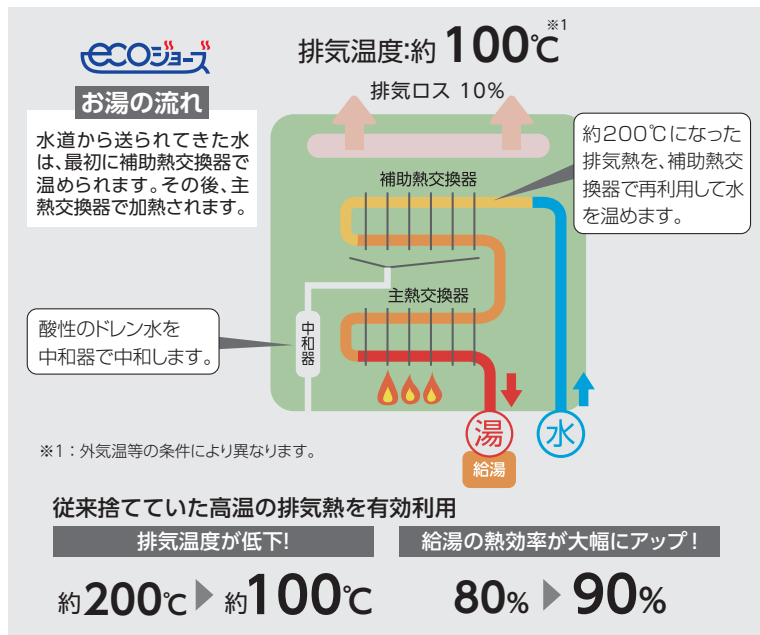 ecoジョーズ
排気温度:約100℃※1
排気ロス 10%
お湯の流れ
水道から送られてきた水
は、最初に補助熱交換器で
温められます。その後、主
熱交換器で加熱されます。
約200℃になった
排気熱を、補助熱交
換器で再利用して水
を温めます。
補助熱交換器
主熱交換器
酸性のドレン水を
中和器で中和します。
中和器
湯
水
給湯
※1：外気温等の条件により異なります。
従来捨てていた高温の排気熱を有効利用
排気温度が低下!
約200℃▶約100℃
給湯の熱効率が大幅にアップ！
80%▶90%